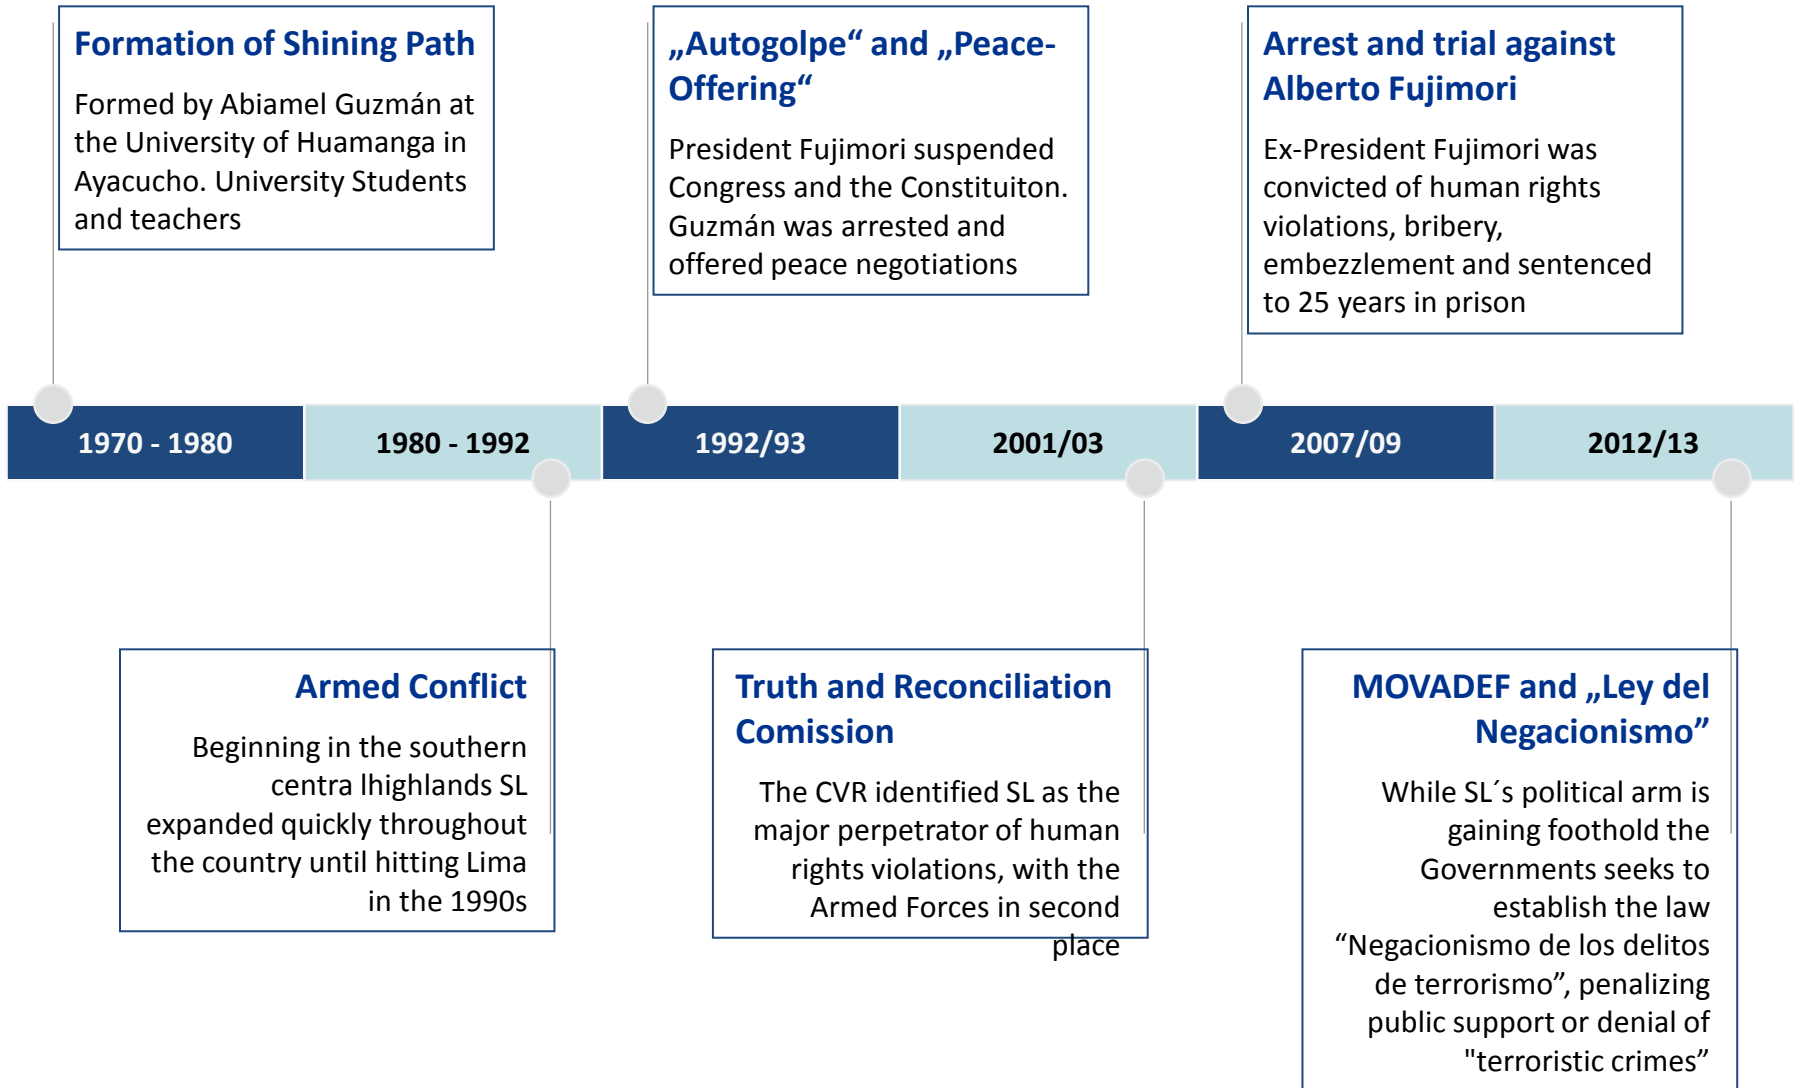 Formation of Shining Path
Formed by Abiamel Guzmán at
the University of Huamanga in
Ayacucho. University Students
and teachers
„Autogolpe“ and „Peace-
Offering“
President Fujimori suspended
Congress and the Constituiton.
Guzmán was arrested and
offered peace negotiations
Arrest and trial against
Alberto Fujimori
Ex-President Fujimori was
convicted of human rights
violations, bribery,
embezzlement and sentenced
to 25 years in prison
1970 - 1980
1980 - 1992
1992/93
2001/03
2007/09
2012/13
Armed Conflict
Beginning in the southern
centra lhighlands SL
expanded quickly throughout
the country until hitting Lima
in the 1990s
Truth and Reconciliation
Comission
The CVR identified SL as the
major perpetrator of human
rights violations, with the
Armed Forces in second
place
MOVADEF and „Ley del
Negacionismo”
While SL´s political arm is
gaining foothold the
Governments seeks to
establish the law
“Negacionismo de los delitos
de terrorismo”, penalizing
public support or denial of
"terroristic crimes”